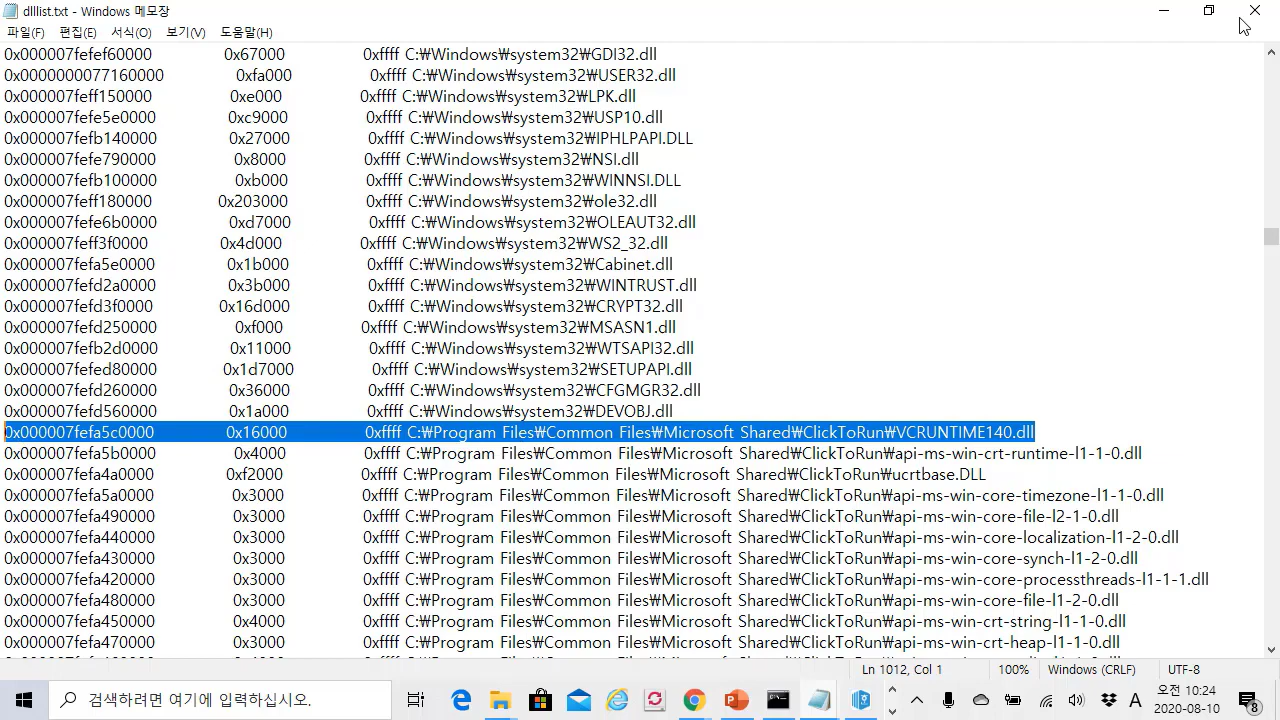 dlllist.txt - Windows 메모장
파일(F) 편집(E) 서식(O) 보기(V) 도움말(H)
0x000007fefef60000 0x67000 0xffff C:₩Windows₩system32₩GDI32.dll
0x0000000077160000 0xfa000 0xffff C:₩Windows₩system32₩USER32.dll
0x000007feff150000 0xe000 0xffff C:₩Windows₩system32₩LPK.dll
0x000007fefe5e0000 0xc9000 0xffff C:₩Windows₩system32₩USP10.dll
0x000007fefb140000 0x27000 0xffff C:₩Windows₩system32₩IPHLPAPI.DLL
0x000007fefe790000 0x8000 0xffff C:₩Windows₩system32₩NSI.dll
0x000007fefb100000 0xb000 0xffff C:₩Windows₩system32₩WINNSI.DLL
0x000007feff180000 0x203000 0xffff C:₩Windows₩system32₩ole32.dll
0x000007fefe6b0000 0xd7000 0xffff C:₩Windows₩system32₩OLEAUT32.dll
0x000007feff3f0000 0x4d000 0xffff C:₩Windows₩system32₩WS2_32.dll
0x000007fefa5e0000 0x1b000 0xffff C:₩Windows₩system32₩Cabinet.dll
0x000007fefd2a0000 0x3b000 0xffff C:₩Windows₩system32₩WINTRUST.dll
0x000007fefd3f0000 0x16d000 0xffff C:₩Windows₩system32₩CRYPT32.dll
0x000007fefd250000 0xf000 0xffff C:₩Windows₩system32₩MSASN1.dll
0x000007fefb2d0000 0x11000 0xffff C:₩Windows₩system32₩WTSAPI32.dll
0x000007fefed80000 0x1d7000 0xffff C:₩Windows₩system32₩SETUPAPI.dll
0x000007fefd260000 0x36000 0xffff C:₩Windows₩system32₩CFGMGR32.dll
0x000007fefd560000 0x1a000 0xffff C:₩Windows₩system32₩DEVOBJ.dll
0x000007fefa5c0000 0x16000 0xffff C:₩Program Files₩Common Files₩Microsoft Shared₩ClickToRun₩VCRUNTIME140.dll
0x000007fefa5b0000 0x4000 0xffff C:₩Program Files₩Common Files₩Microsoft Shared₩ClickToRun₩api-ms-win-crt-runtime-l1-1-0.dll
0x000007fefa4a0000 0xf2000 0xffff C:₩Program Files₩Common Files₩Microsoft Shared₩ClickToRun₩ucrtbase.DLL
0x000007fefa5a0000 0x3000 0xffff C:₩Program Files₩Common Files₩Microsoft Shared₩ClickToRun₩api-ms-win-core-timezone-l1-1-0.dll
0x000007fefa490000 0x3000 0xffff C:₩Program Files₩Common Files₩Microsoft Shared₩ClickToRun₩api-ms-win-core-file-l2-1-0.dll
0x000007fefa440000 0x3000 0xffff C:₩Program Files₩Common Files₩Microsoft Shared₩ClickToRun₩api-ms-win-core-localization-l1-2-0.dll
0x000007fefa430000 0x3000 0xffff C:₩Program Files₩Common Files₩Microsoft Shared₩ClickToRun₩api-ms-win-core-synch-l1-2-0.dll
0x000007fefa420000 0x3000 0xffff C:₩Program Files₩Common Files₩Microsoft Shared₩ClickToRun₩api-ms-win-core-processthreads-l1-1-1.dll
0x000007fefa480000 0x3000 0xffff C:₩Program Files₩Common Files₩Microsoft Shared₩ClickToRun₩api-ms-win-core-file-l1-2-0.dll
0x000007fefa450000 0x4000 0xffff C:₩Program Files₩Common Files₩Microsoft Shared₩ClickToRun₩api-ms-win-crt-string-l1-1-0.dll
0x000007fefa470000 0x3000 0xffff C:₩Program Files₩Common Files₩Microsoft Shared₩ClickToRun₩api-ms-win-crt-heap-l1-1-0.dll
Ln 1012, Col 1 100% Windows (CRLF) UTF-8
검색하려면 여기에 입력하십시오.
A 오전 10:24
2020-08-10
8